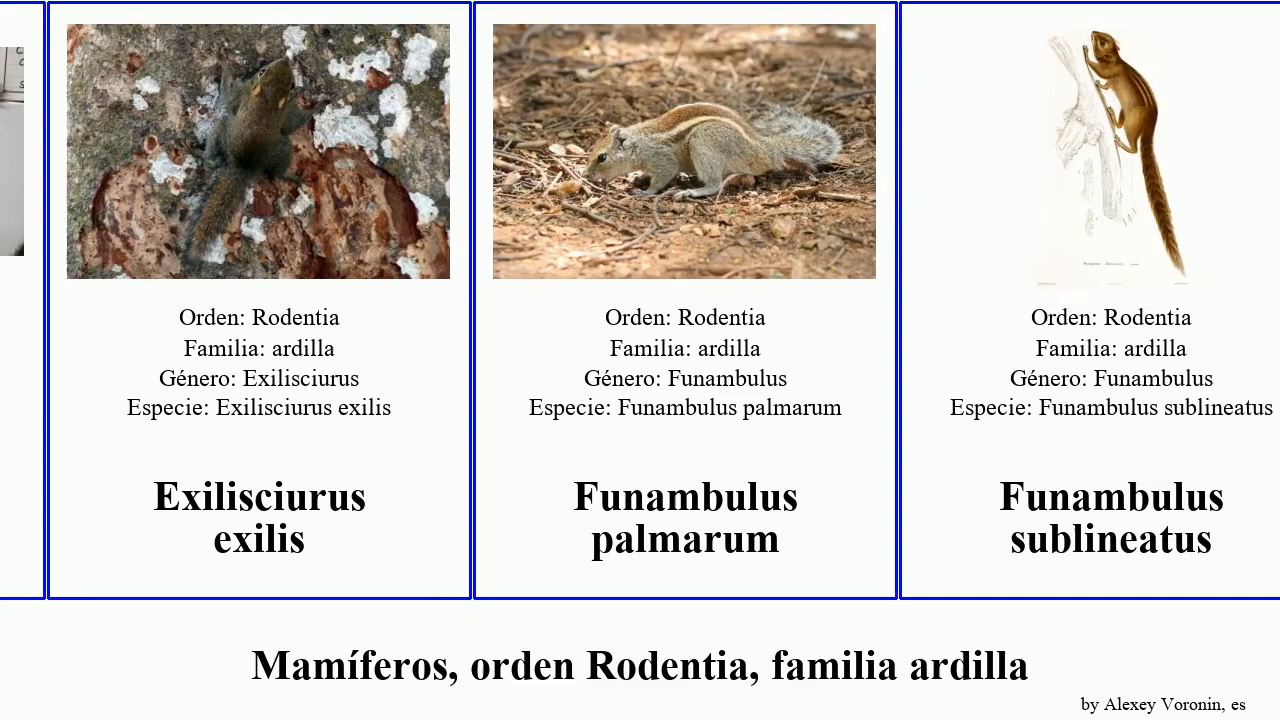 Orden: Rodentia
Familia: ardilla
Género: Exilisciurus
Especie: Exilisciurus exilis
Exilisciurus
exilis
Orden: Rodentia
Familia: ardilla
Género: Funambulus
Especie: Funambulus palmarum
Funambulus
palmarum
Orden: Rodentia
Familia: ardilla
Género: Funambulus
Especie: Funambulus sublineatus
Funambulus
sublineatus
Mamíferos, orden Rodentia, familia ardilla
by Alexey Voronin, es